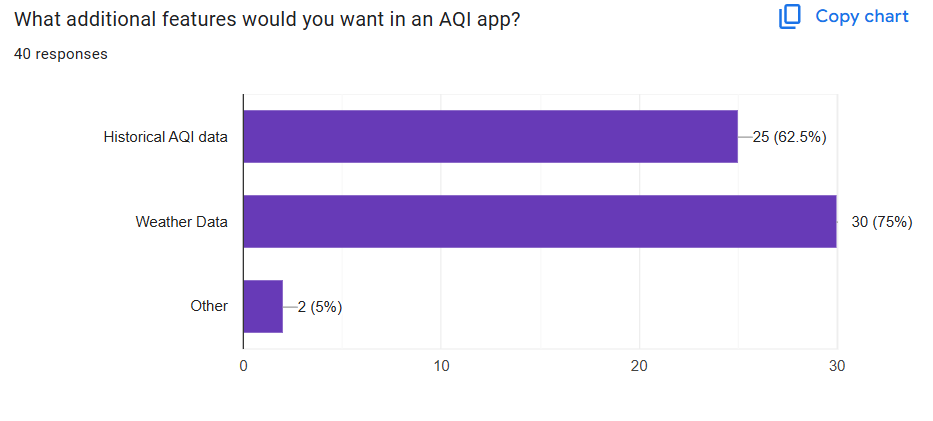 What additional features would you want in an AQI app?
Copy chart
40 responses
Historical AQI data
25 (62.5%)
Weather Data
30 (75%)
Other
2 (5%)
0
10
20
30